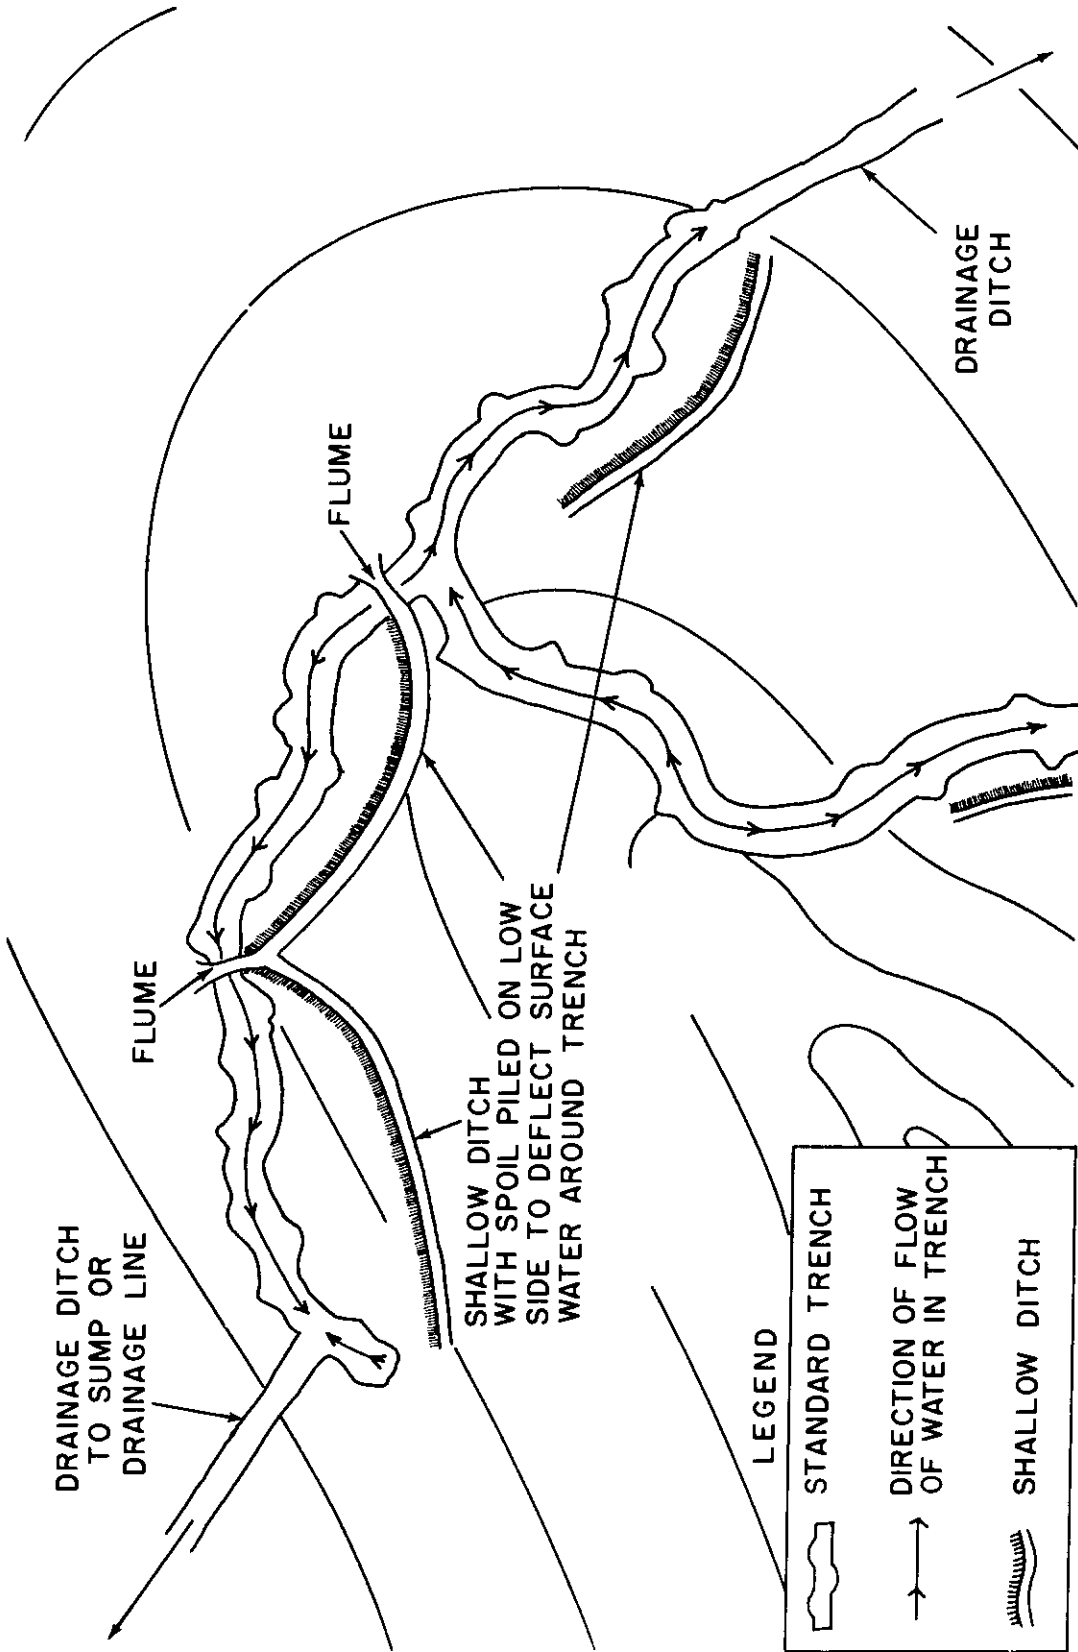 DRAINAGE DITCH
TO SUMP OR
DRAINAGE LINE
FLUME
FLUME
SHALLOW DITCH
WITH SPOIL PILED ON LOW
SIDE TO DEFLECT SURFACE
WATER AROUND TRENCH
DRAINAGE
DITCH
LEGEND
STANDARD TRENCH
DIRECTION OF FLOW
OF WATER IN TRENCH
SHALLOW DITCH